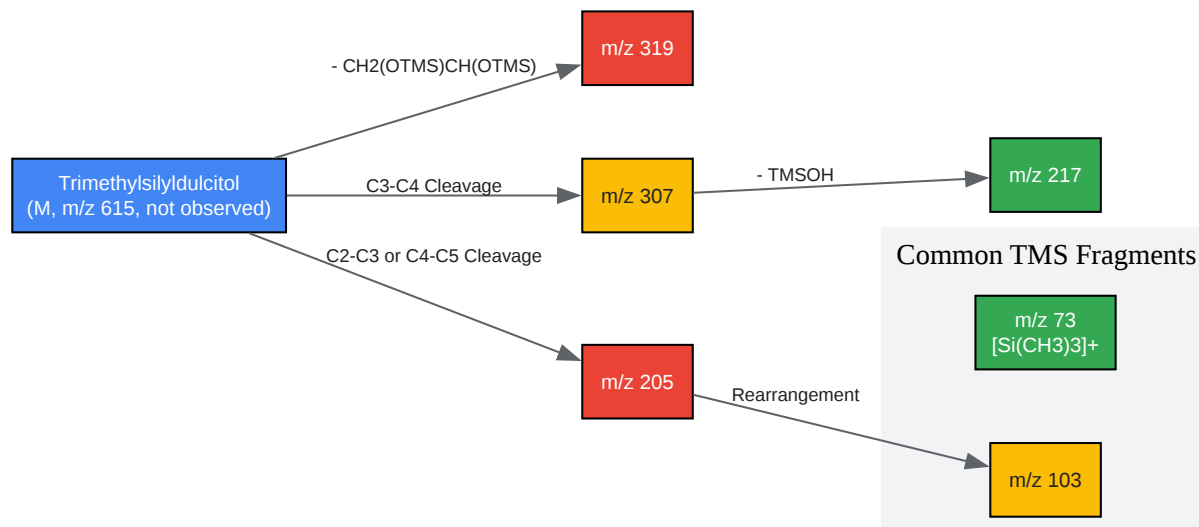 m/z 319
- CH2(OTMS)CH(OTMS)
Trimethylsilyldulcitol
(M, m/z 615, not observed)
C3-C4 Cleavage
m/z 307
- TMSOH
m/z 217
C2-C3 or C4-C5 Cleavage
Common TMS Fragments
m/z 73
[Si(CH3)3]+
m/z 205
Rearrangement
m/z 103